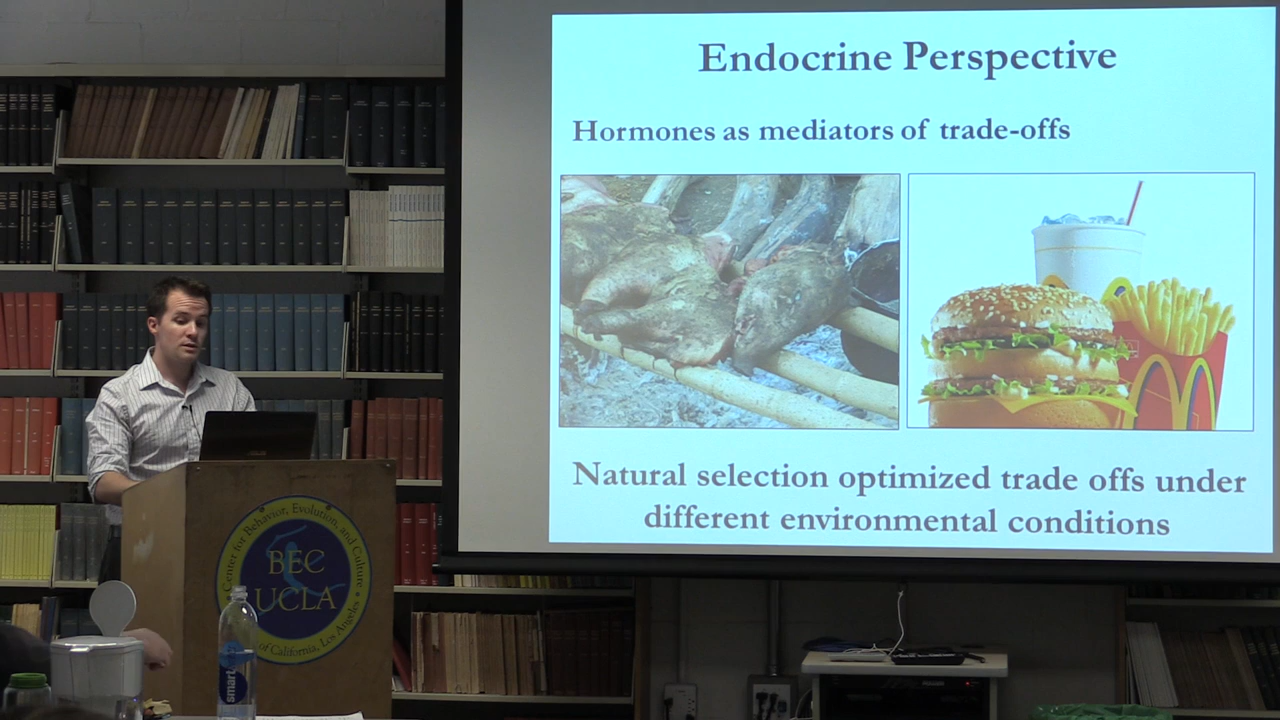 Endocrine Perspective
Hormones as mediators of trade-offs
Natural selection optimized trade offs under
different environmental conditions
Center for Behavior, Evolution, and Culture
BEC
UCLA
of California, Los Angeles
smart